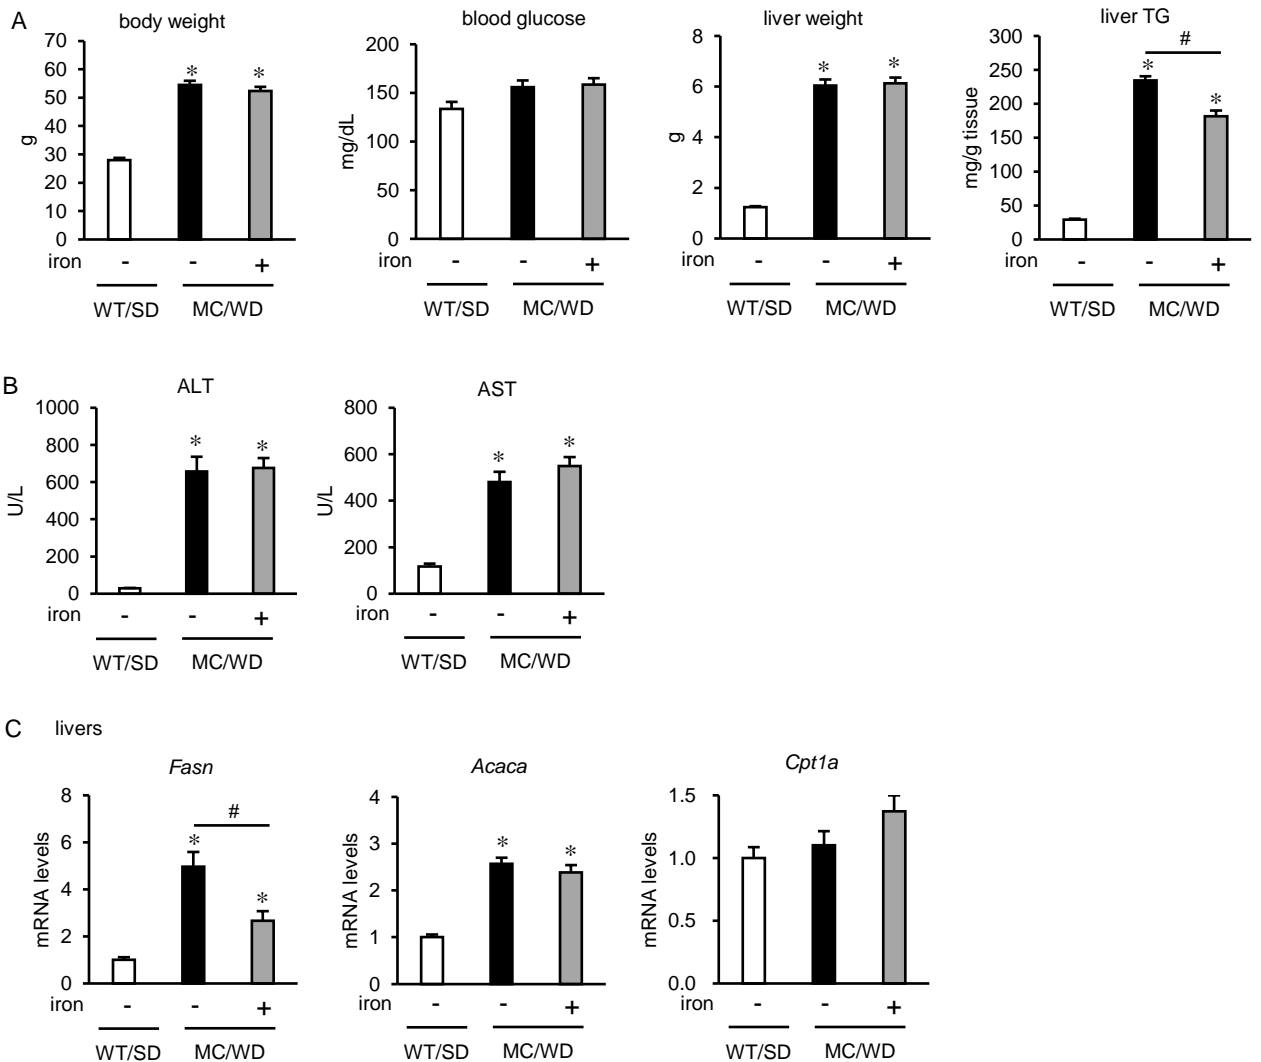 A
body weight
blood glucose
liver weight
liver TG
70
60
50
40
30
20
10
0
g
* *
iron - - +
WT/SD MC/WD
200
150
100
50
0
mg/dL
- - +
WT/SD MC/WD
8
6
4
2
0
g
* *
iron - - +
WT/SD MC/WD
300
250
200
150
100
50
0
mg/g tissue
#
* *
iron - - +
WT/SD MC/WD
B
ALT
1000
800
600
400
200
0
U/L
* *
iron - - +
WT/SD MC/WD
AST
800
600
400
200
0
U/L
* *
iron - - +
WT/SD MC/WD
C livers
Fasn
8
6
4
2
0
mRNA levels
#
* *
iron - - +
WT/SD MC/WD
Acaca
4
3
2
1
0
mRNA levels
* *
iron - - +
WT/SD MC/WD
Cpt1a
1.5
1.0
0.5
0.0
mRNA levels
iron - - +
WT/SD MC/WD